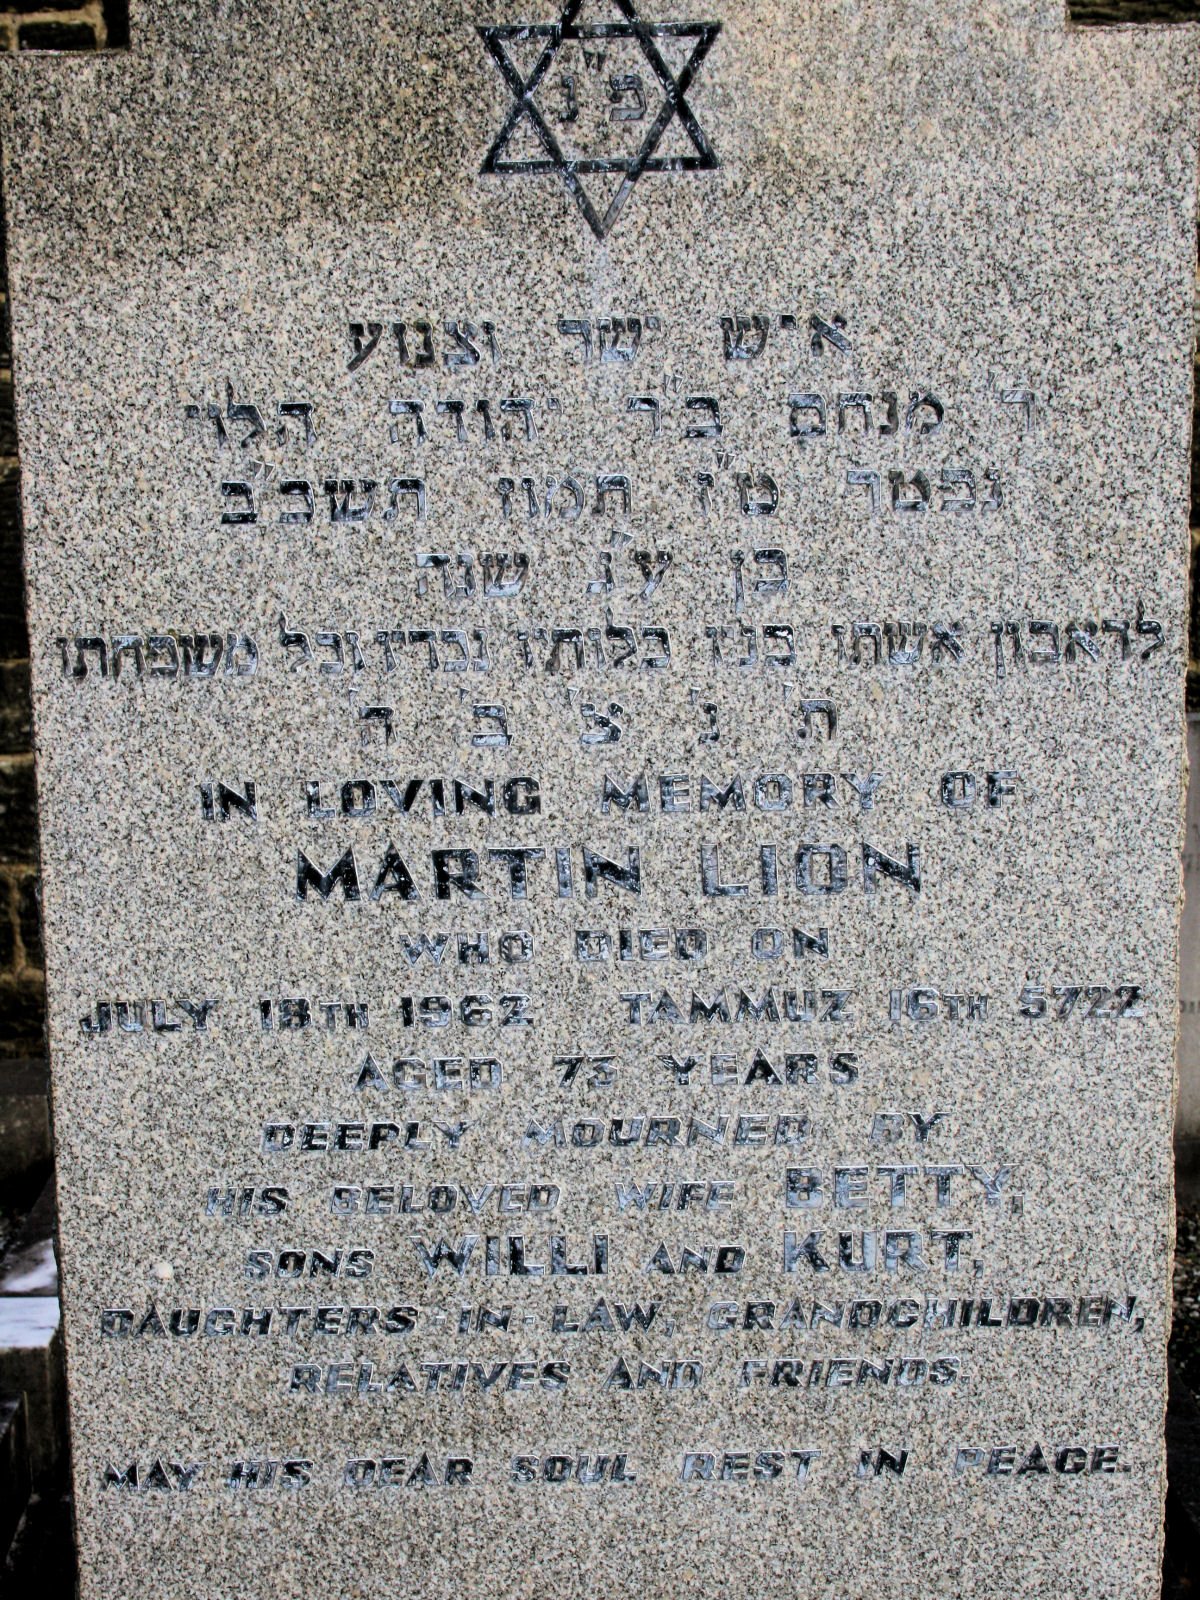 פ"נ
איש ישר וצנוע
ר' מנחם ב"ר יהודה הלוי
נפטר ט"ז תמוז תשכ"ב
בן ע"ג שנה
לדאבון אשתו בניו כלותיו נכדיו וכל משפחתו
ת' נ' צ' ב' ה'
IN LOVING MEMORY OF
MARTIN LION
WHO DIED ON
JULY 18TH 1962 TAMMUZ 16TH 5722
AGED 73 YEARS
DEEPLY MOURNED BY
HIS BELOVED WIFE BETTY,
SONS WILLI AND KURT,
DAUGHTERS-IN-LAW, GRANDCHILDREN,
RELATIVES AND FRIENDS.
MAY HIS DEAR SOUL REST IN PEACE.